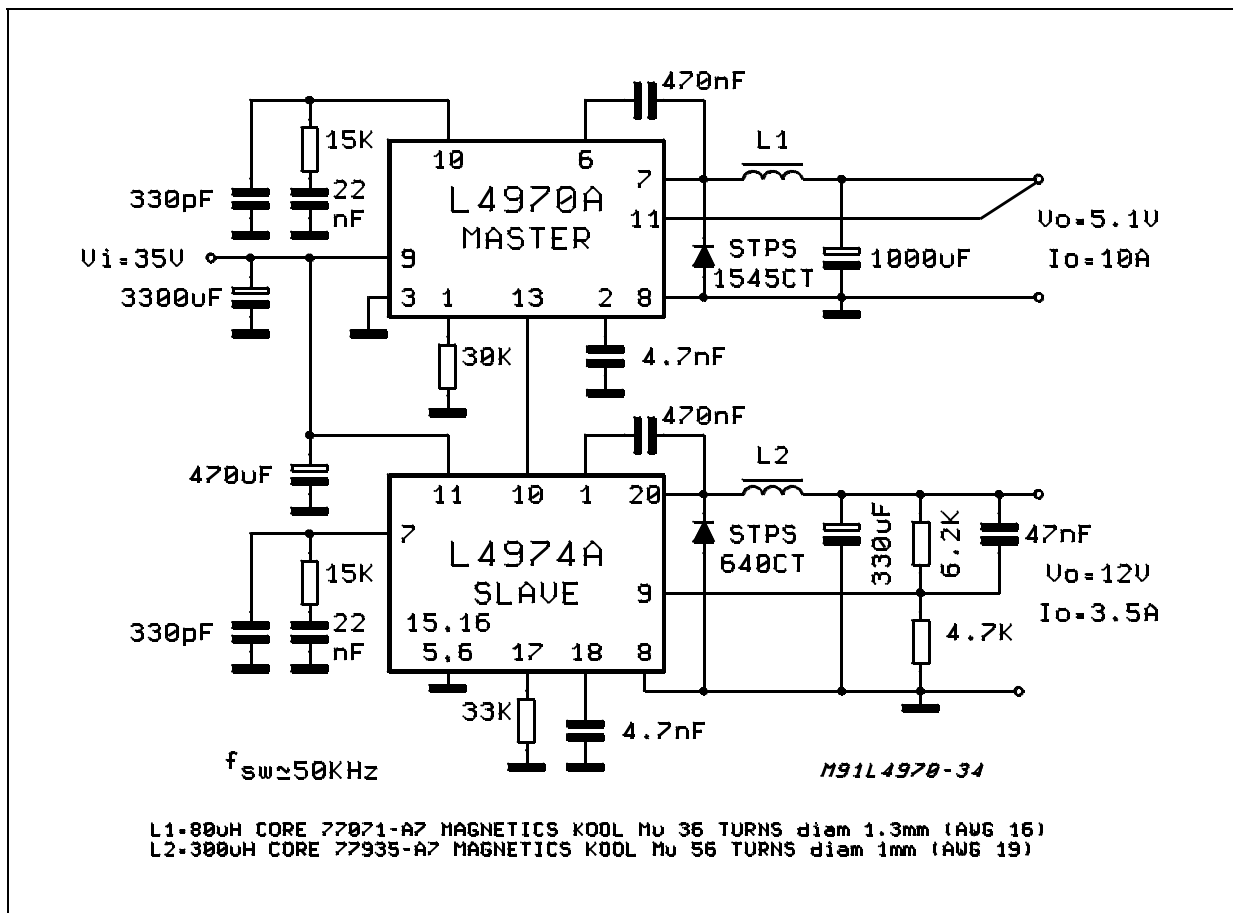 470nF
15K
L1
10
6
330pF
22
nF
L4970A
MASTER
7
11
Vo=5.1V
Io=10A
Vi=35V
9
STPS
1545CT
1000uF
3300uF
3
1
13
2
8
30K
4.7nF
470nF
470uF
L2
11
10
1
20
7
L4974A
SLAVE
STPS
640CT
330uF
6.2K
47nF
15K
9
Vo=12V
Io=3.5A
330pF
22
nF
15.16
5.6
17
18
8
4.7K
33K
4.7nF
fsw≃50KHz
M91L4970-34
L1=80uH CORE 77071-A7 MAGNETICS KOOL Mu 36 TURNS diam 1.3mm (AWG 16)
L2=300uH CORE 77935-A7 MAGNETICS KOOL Mu 56 TURNS diam 1mm (AWG 19)